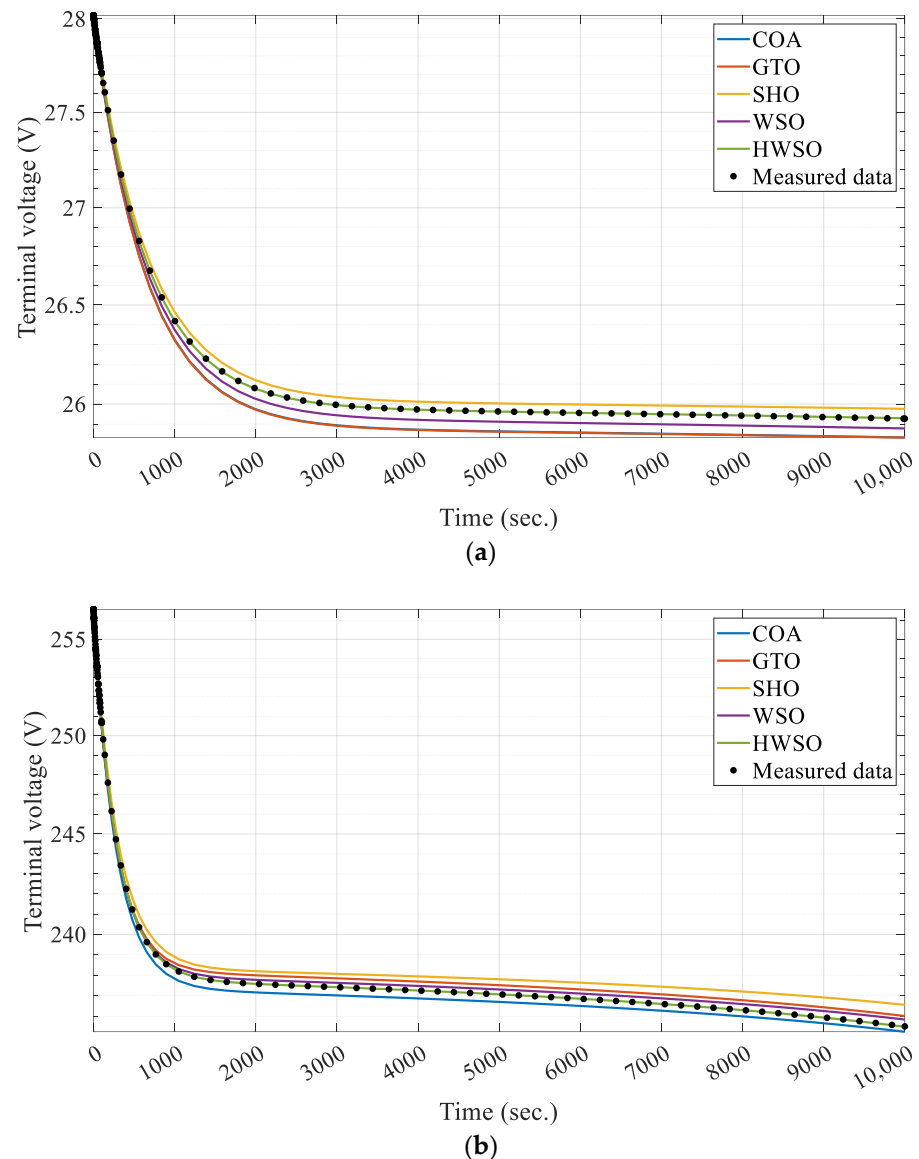 28
27.5
27
26.5
26
Terminal voltage (V)
COA
GTO
SHO
WSO
HWSO
Measured data
0
1000
2000
3000
4000
5000
6000
7000
8000
9000
10,000
Time (sec.)
(a)
255
250
245
240
Terminal voltage (V)
COA
GTO
SHO
WSO
HWSO
Measured data
0
1000
2000
3000
4000
5000
6000
7000
8000
9000
10,000
Time (sec.)
(b)